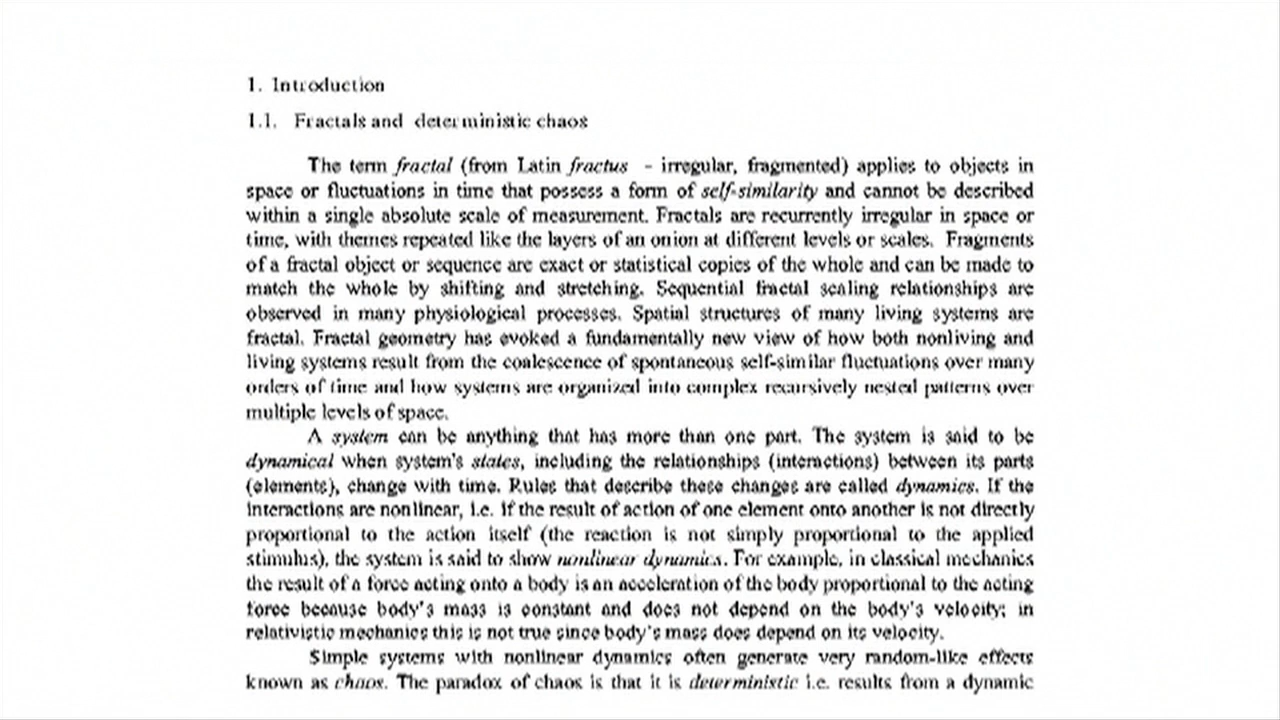 1. Introduction
1.1. Fractals and deterministic chaos
The term fractal (from Latin fractus - irregular, fragmented) applies to objects in
space or fluctuations in time that possess a form of self-similarity and cannot be described
within a single absolute scale of measurement. Fractals are recurrently irregular in space or
time, with themes repeated like the layers of an onion at different levels or scales. Fragments
of a fractal object or sequence are exact or statistical copies of the whole and can be made to
match the whole by shifting and stretching. Sequential fractal scaling relationships are
observed in many physiological processes. Spatial structures of many living systems are
fractal. Fractal geometry has evoked a fundamentally new view of how both nonliving and
living systems result from the coalescence of spontaneous self-similar fluctuations over many
orders of time and how systems are organized into complex recursively nested patterns over
multiple levels of space.
A system can be anything that has more than one part. The system is said to be
dynamical when system's states, including the relationships (interactions) between its parts
(elements), change with time. Rules that describe these changes are called dynamics. If the
interactions are nonlinear, i.e. if the result of action of one element onto another is not directly
proportional to the action itself (the reaction is not simply proportional to the applied
stimulus), the system is said to show nonlinear dynamics. For example, in classical mechanics
the result of a force acting onto a body is an acceleration of the body proportional to the acting
force because body's mass is constant and does not depend on the body's velocity; in
relativistic mechanics this is not true since body's mass does depend on its velocity.
Simple systems with nonlinear dynamics often generate very random-like effects
known as chaos. The paradox of chaos is that it is deterministic i.e. results from a dynamic